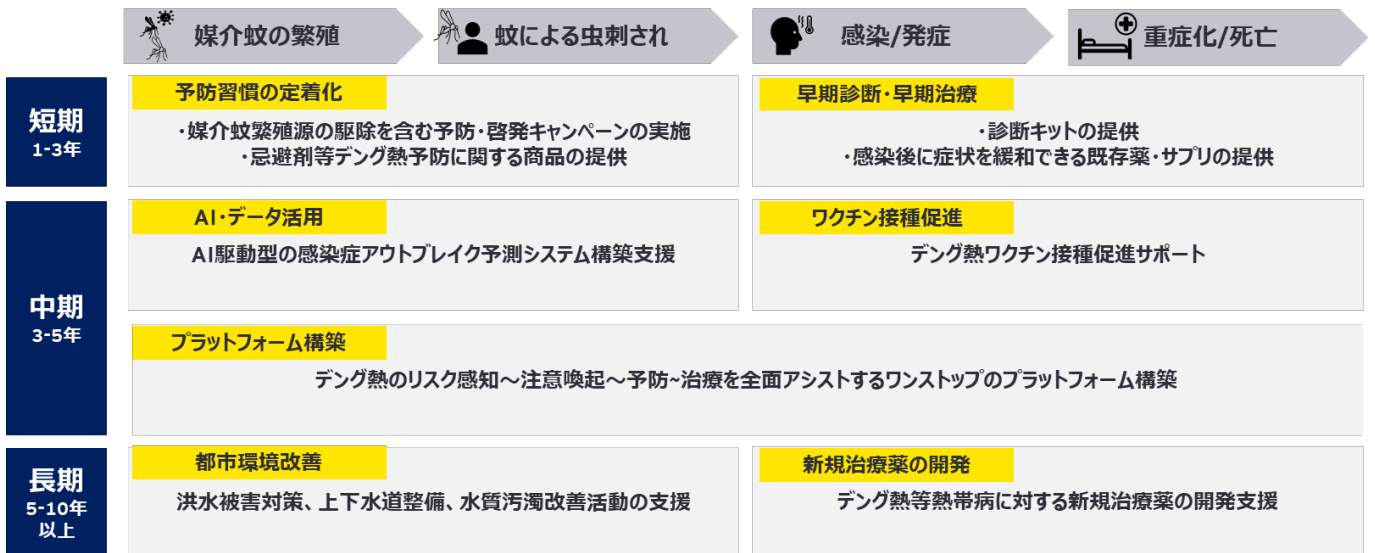 媒介蚊の繁殖
蚊による虫刺され
感染/発症
重症化/死亡
短期
1-3年
予防習慣の定着化
・媒介蚊繁殖源の駆除を含む予防・啓発キャンペーンの実施
・忌避剤等デング熱予防に関する商品の提供
早期診断・早期治療
・診断キットの提供
・感染後に症状を緩和できる既存薬・サプリの提供
中期
3-5年
AI・データ活用
AI駆動型の感染症アウトブレイク予測システム構築支援
ワクチン接種促進
デング熱ワクチン接種促進サポート
プラットフォーム構築
デング熱のリスク感知～注意喚起～予防~治療を全面アシストするワンストップのプラットフォーム構築
長期
5-10年
以上
都市環境改善
洪水被害対策、上下水道整備、水質汚濁改善活動の支援
新規治療薬の開発
デング熱等熱帯病に対する新規治療薬の開発支援